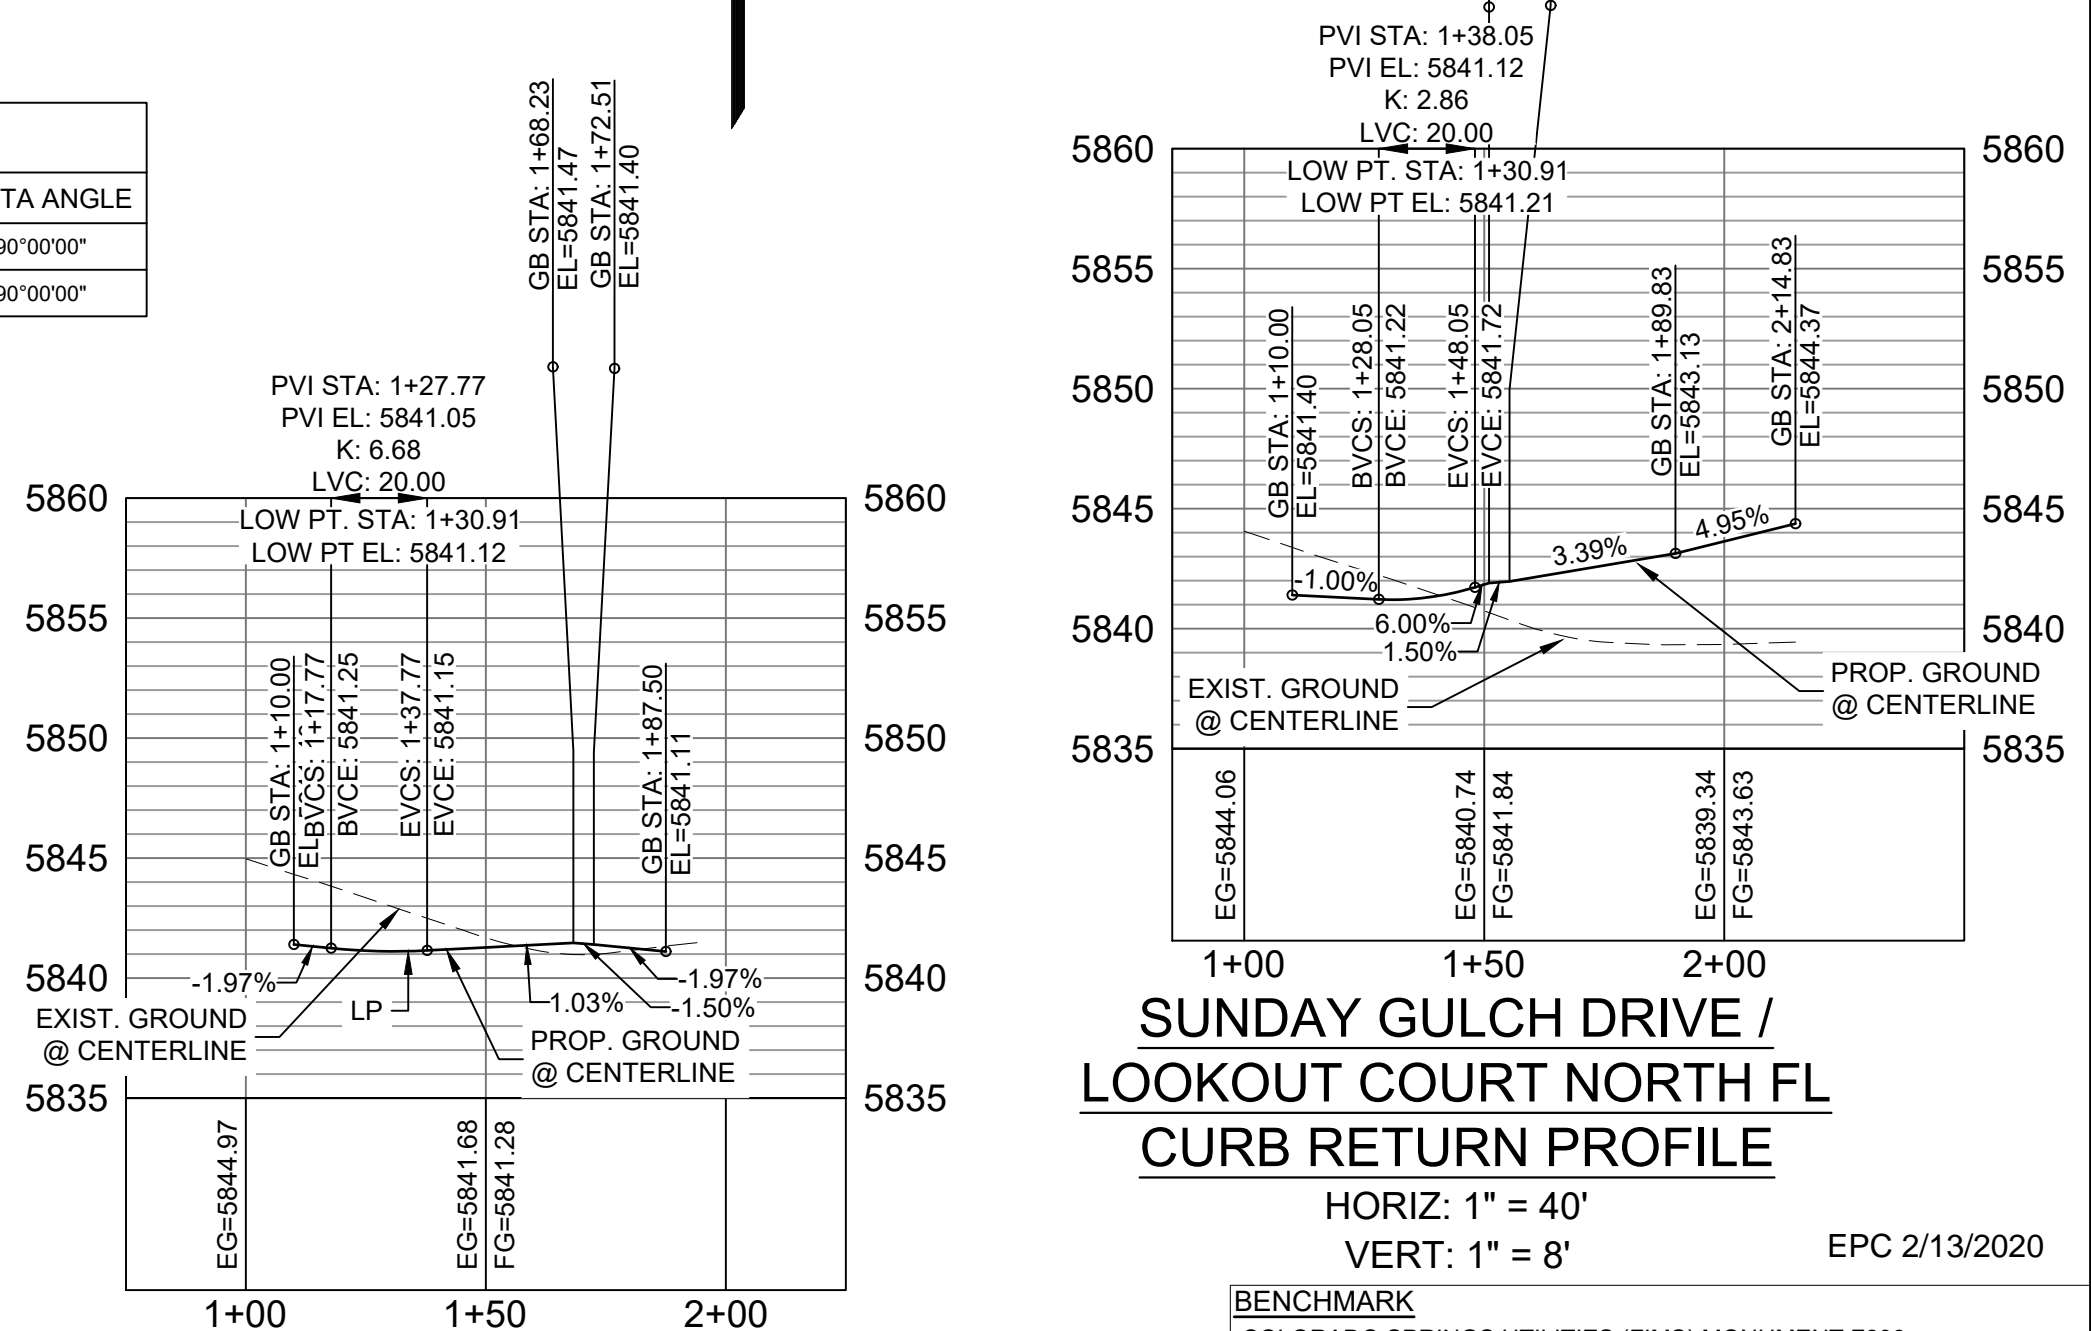 TA ANGLE
90°00'00"
90°00'00"
GB STA: 1+68.23
EL=5841.47
GB STA: 1+72.51
EL=5841.40
PVI STA: 1+27.77
PVI EL: 5841.05
K: 6.68
LVC: 20.00
LOW PT. STA: 1+30.91
LOW PT EL: 5841.12
5860
5855
5850
5845
5840
5835
5860
5855
5850
5845
5840
5835
GB STA: 1+10.00
BVCS: 1+17.77
BVCE: 5841.25
EVCS: 1+37.77
EVCE: 5841.15
GB STA: 1+87.50
EL=5841.11
-1.97%
LP
1.03%
-1.97%
-1.50%
EXIST. GROUND
@ CENTERLINE
PROP. GROUND
@ CENTERLINE
EG=5844.97
EG=5841.68
FG=5841.28
1+00
1+50
2+00
PVI STA: 1+38.05
PVI EL: 5841.12
K: 2.86
LVC: 20.00
LOW PT. STA: 1+30.91
LOW PT EL: 5841.21
5860
5855
5850
5845
5840
5835
5860
5855
5850
5845
5840
5835
GB STA: 1+10.00
EL=5841.40
BVCS: 1+28.05
BVCE: 5841.22
EVCS: 1+48.05
EVCE: 5841.72
GB STA: 1+89.83
EL=5843.13
GB STA: 2+14.83
EL=5844.37
-1.00%
6.00%
1.50%
3.39%
4.95%
EXIST. GROUND
@ CENTERLINE
PROP. GROUND
@ CENTERLINE
EG=5844.06
EG=5840.74
FG=5841.84
EG=5839.34
FG=5843.63
1+00
1+50
2+00
SUNDAY GULCH DRIVE /
LOOKOUT COURT NORTH FL
CURB RETURN PROFILE
HORIZ: 1" = 40'
VERT: 1" = 8'
EPC 2/13/2020
BENCHMARK